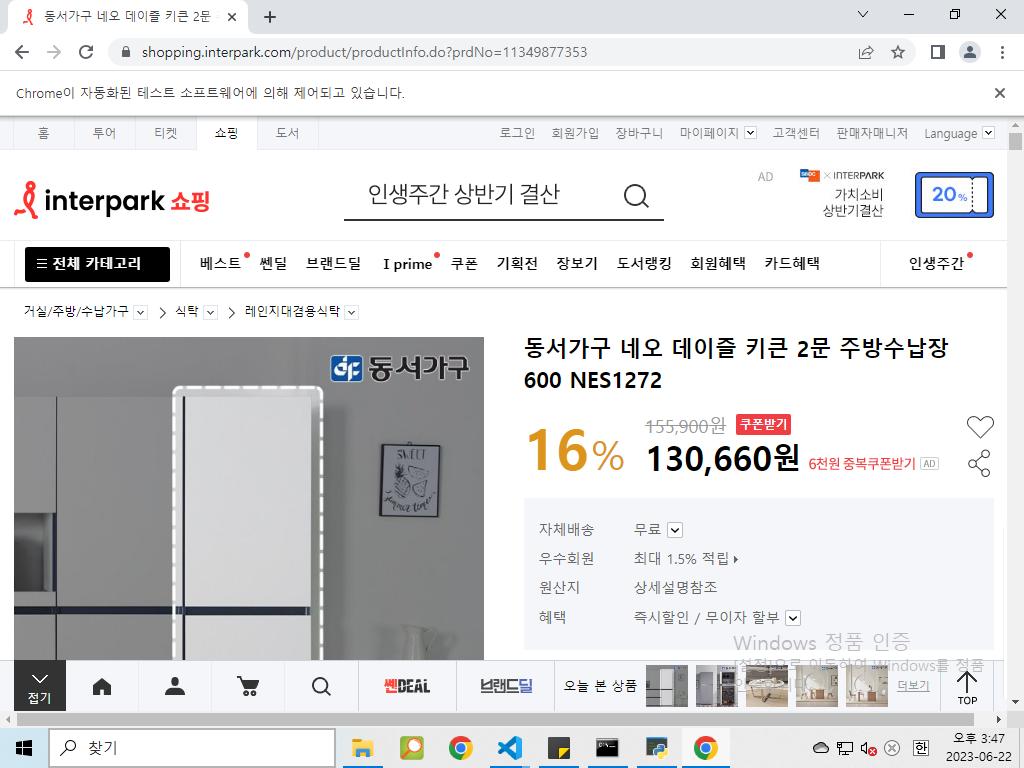 동서가구 네오 데이즐 키큰 2문
shopping.interpark.com/product/productInfo.do?prdNo=11349877353
Chrome이 자동화된 테스트 소프트웨어에 의해 제어되고 있습니다.
홈 투어 티켓 쇼핑 도서 로그인 회원가입 장바구니 마이페이지 고객센터 판매자매니저 Language
interpark 쇼핑
인생주간 상반기 결산
AD
× INTERPARK
가치소비
상반기결산
20%
전체 카테고리 베스트 쎈딜 브랜드딜 I prime 쿠폰 기획전 장보기 도서랭킹 회원혜택 카드혜택 인생주간
거실/주방/수납가구 > 식탁 > 레인지대겸용식탁
동서가구
SWEET
summer time
동서가구 네오 데이즐 키큰 2문 주방수납장
600 NES1272
155,900원 쿠폰받기
16% 130,660원 6천원 중복쿠폰받기 AD
자체배송 무료
우수회원 최대 1.5% 적립
원산지 상세설명참조
혜택 즉시할인 / 무이자 할부
Windows 정품 인증
[설정]으로 이동하여 Windows를 정품
접기
쎈DEAL
브랜드딜
오늘 본 상품
더보기
TOP
찾기
한
오후 3:47
2023-06-22